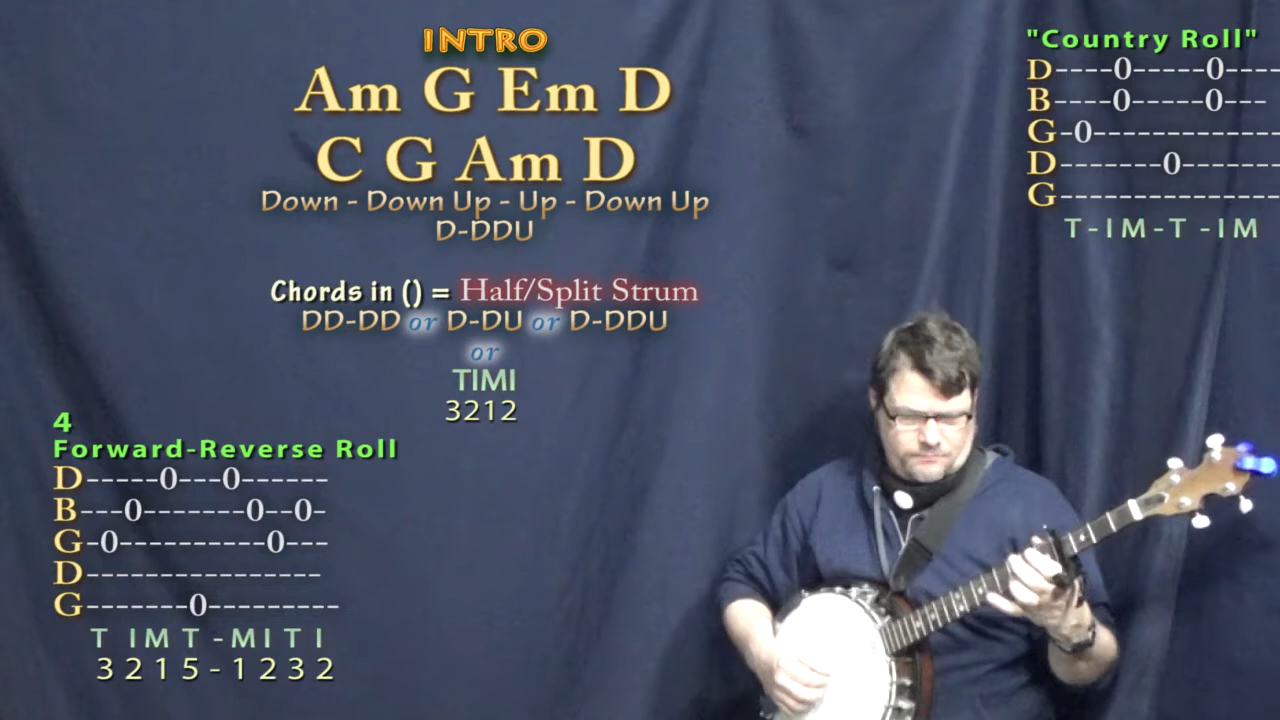 INTRO
Am G Em D
C G Am D
Down - Down Up - Up - Down Up
D-DDU
Chords in () = Half/Split Strum
DD-DD or D-DU or D-DDU
or
TIMI
3212
"Country Roll"
D----0-----0----
B----0-----0---
G-0-------------
D-------0-------
G---------------
T-IM-T -IM
4
Forward-Reverse Roll
D-----0---0------
B---0-------0--0-
G-0----------0---
D----------------
G-------0---------
T IMT -MITI
3215-1232